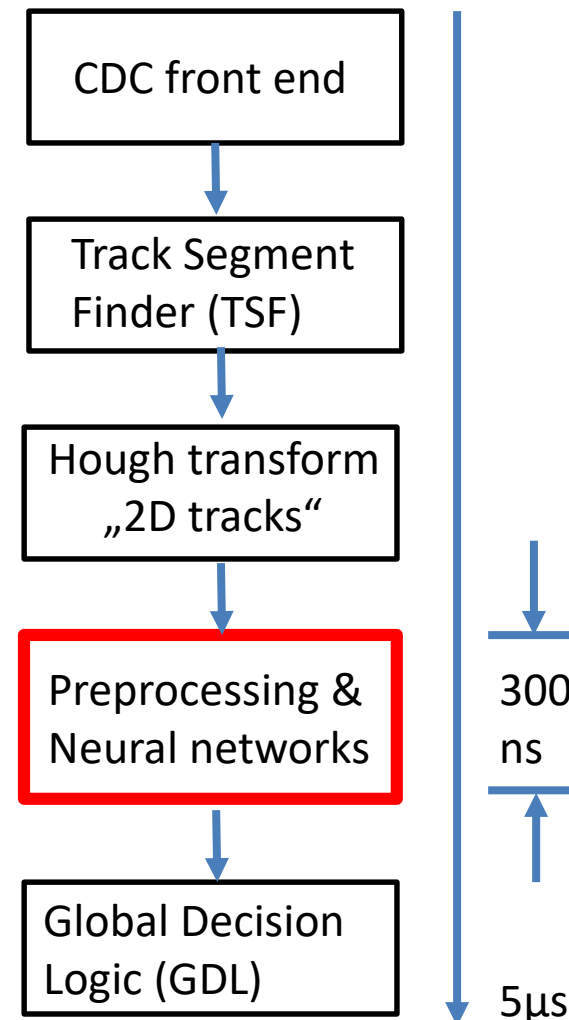 CDC front end
Track Segment
Finder (TSF)
Hough transform
„2D tracks“
Preprocessing &
Neural networks
300
ns
Global Decision
Logic (GDL)
5µs